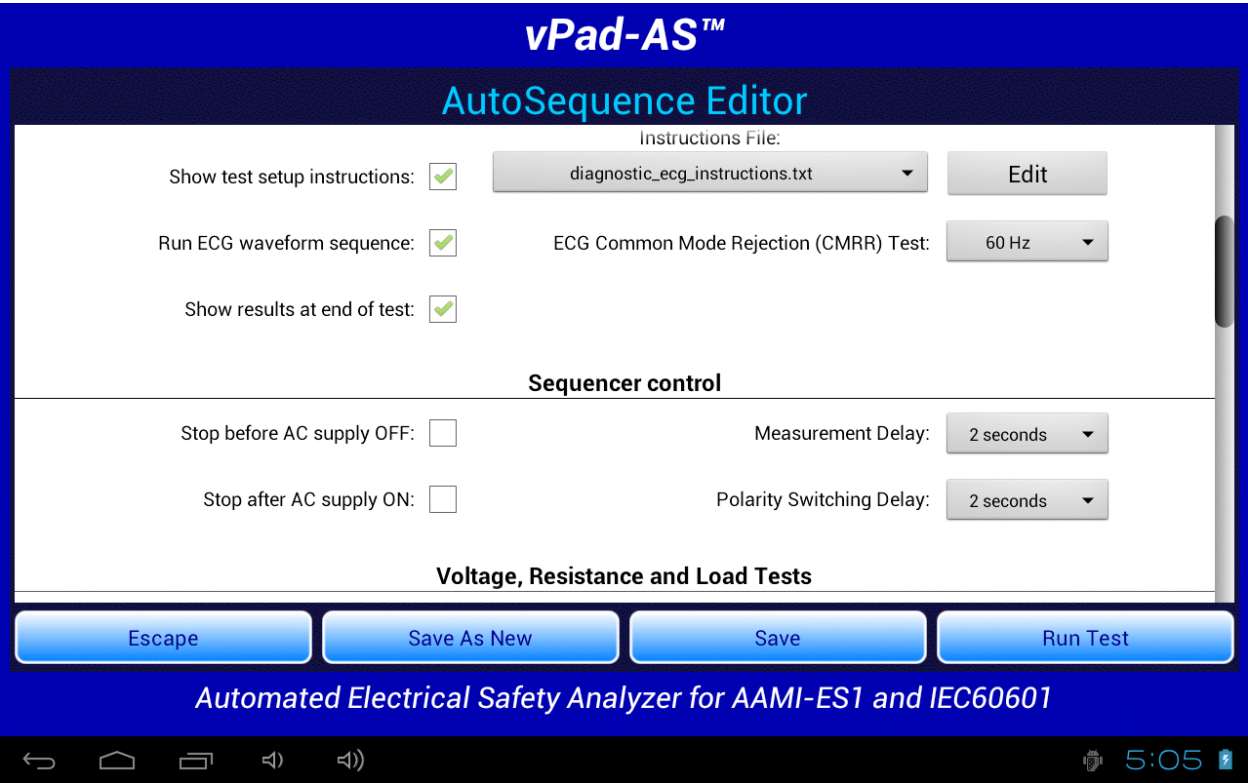 vPad-AS™
AutoSequence Editor
Instructions File:
Show test setup instructions: diagnostic_ecg_instructions.txt Edit
Run ECG waveform sequence: ECG Common Mode Rejection (CMRR) Test: 60 Hz
Show results at end of test:
Sequencer control
Stop before AC supply OFF: Measurement Delay: 2 seconds
Stop after AC supply ON: Polarity Switching Delay: 2 seconds
Voltage, Resistance and Load Tests
Escape Save As New Save Run Test
Automated Electrical Safety Analyzer for AAMI-ES1 and IEC60601
5:05